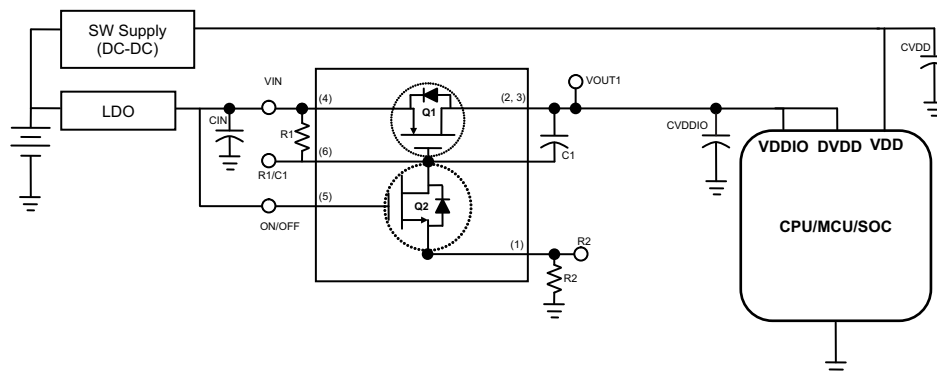 SW Supply
(DC-DC)
CVDD
VIN
VOUT1
LDO
(4)
(2, 3)
Q1
CIN
R1
CVDDIO
C1
VDDIO DVDD VDD
(6)
R1/C1
(5)
Q2
CPU/MCU/SOC
ON/OFF
(1)
R2
R2